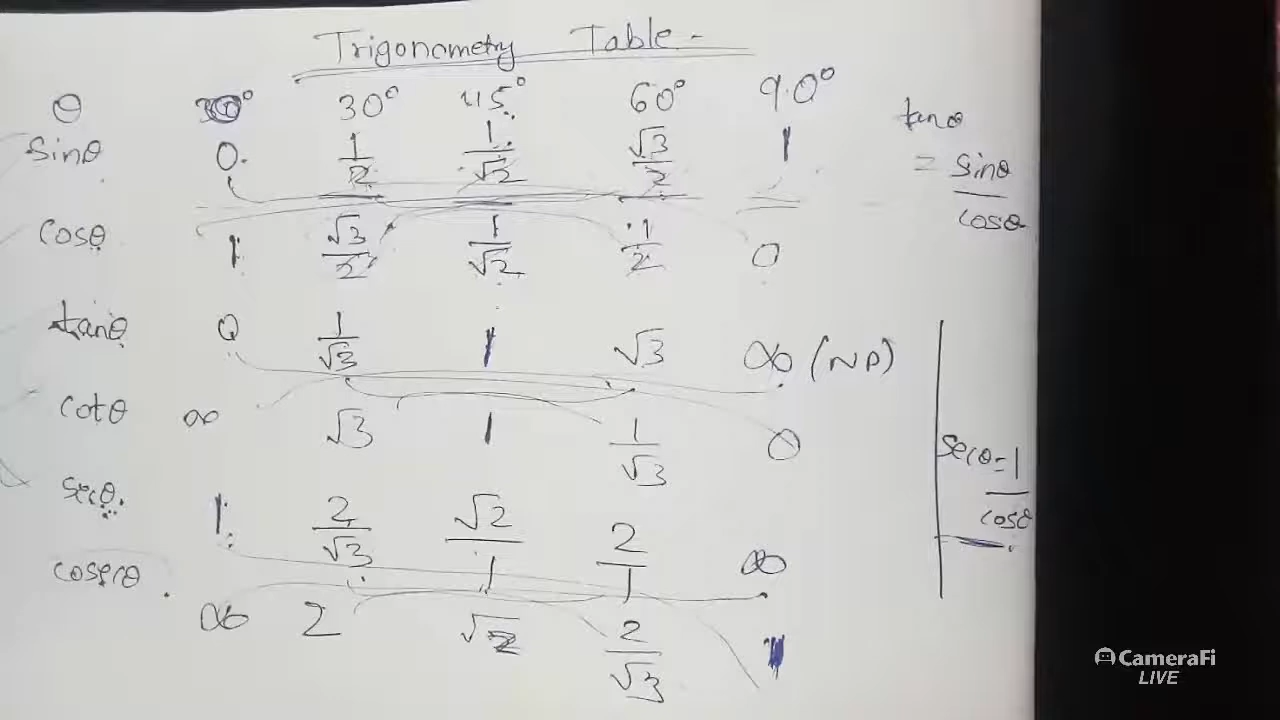 Trigonometry Table -
θ 0° 30° 45° 60° 90°
sinθ 0 1/2 1/√2 √3/2 1
cosθ 1 √3/2 1/√2 1/2 0
tanθ 0 1/√3 1 √3 ∞ (ND)
cotθ ∞ √3 1 1/√3 0
secθ 1 2/√3 √2/1 2/1 ∞
cosecθ ∞ 2 √2 2/√3 1
tanθ
= sinθ/cosθ
secθ = 1/cosθ
CameraFi
LIVE